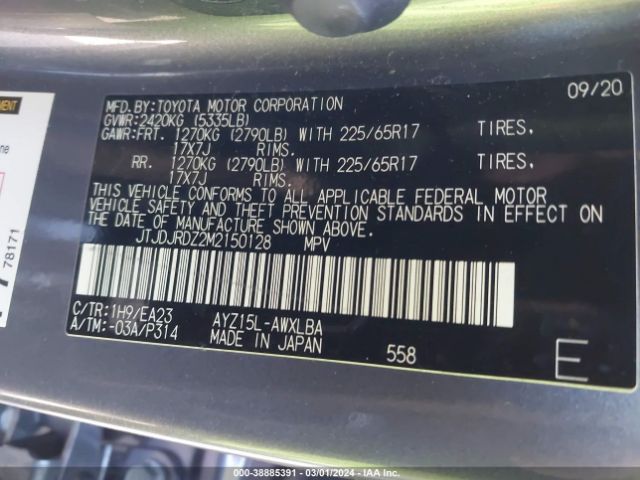 MFD.BY:TOYOTA MOTOR CORPORATION 09/20
GVWR:2420KG (5335LB)
GAWR:FRT. 1270KG (2790LB) WITH 225/65R17 TIRES,
17X7J RIMS.
RR. 1270KG (2790LB) WITH 225/65R17 TIRES,
17X7J RIMS.
THIS VEHICLE CONFORMS TO ALL APPLICABLE FEDERAL MOTOR
VEHICLE SAFETY AND THEFT PREVENTION STANDARDS IN EFFECT ON
THE DATE OF MANUFACTURE SHOWN ABOVE.
JTJDJRDZ2M2150128 MPV
C/TR:1H9/EA23 AYZ15L-AWXLBA
A/TM:-03A/P314 MADE IN JAPAN 558 E
78171
000-38885391 / 03/01/2024 - IAA Inc.